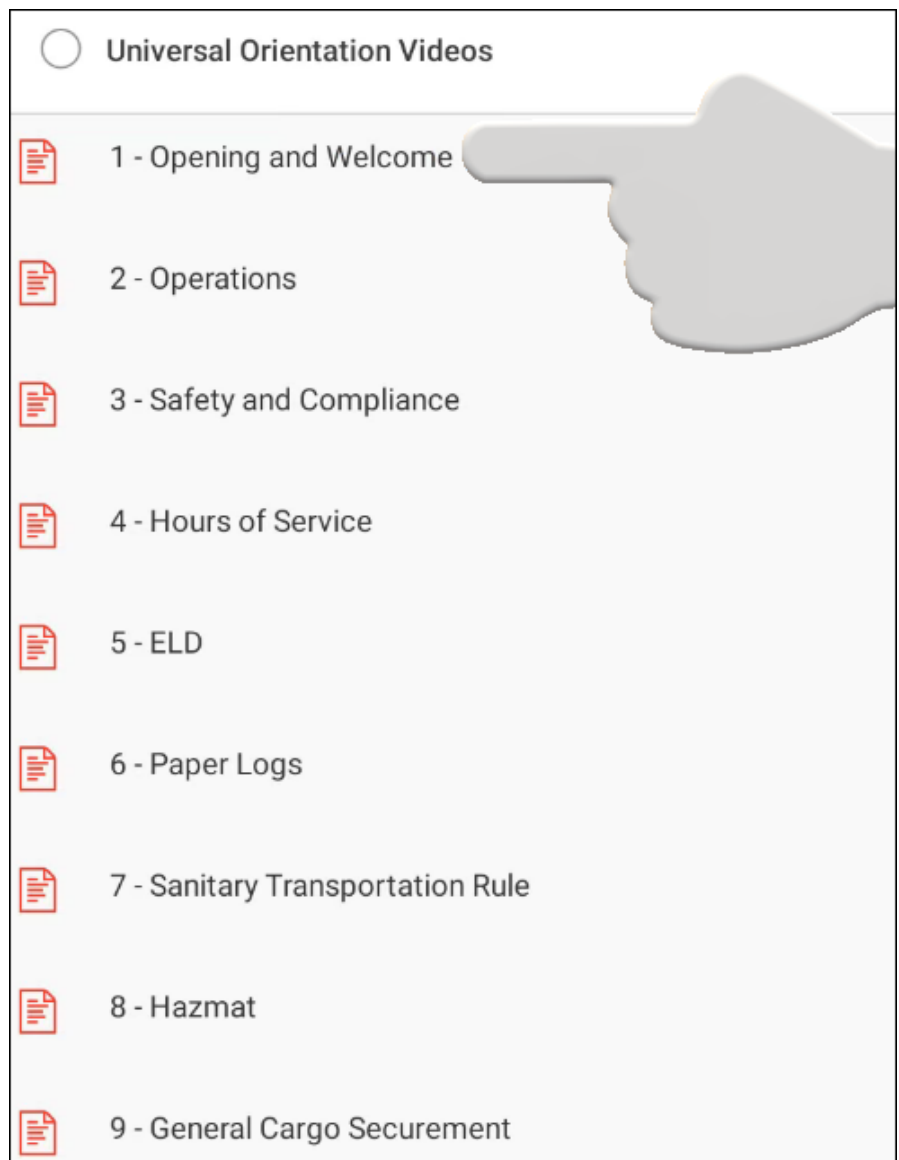 Universal Orientation Videos
1 - Opening and Welcome
2 - Operations
3 - Safety and Compliance
4 - Hours of Service
5 - ELD
6 - Paper Logs
7 - Sanitary Transportation Rule
8 - Hazmat
9 - General Cargo Securement